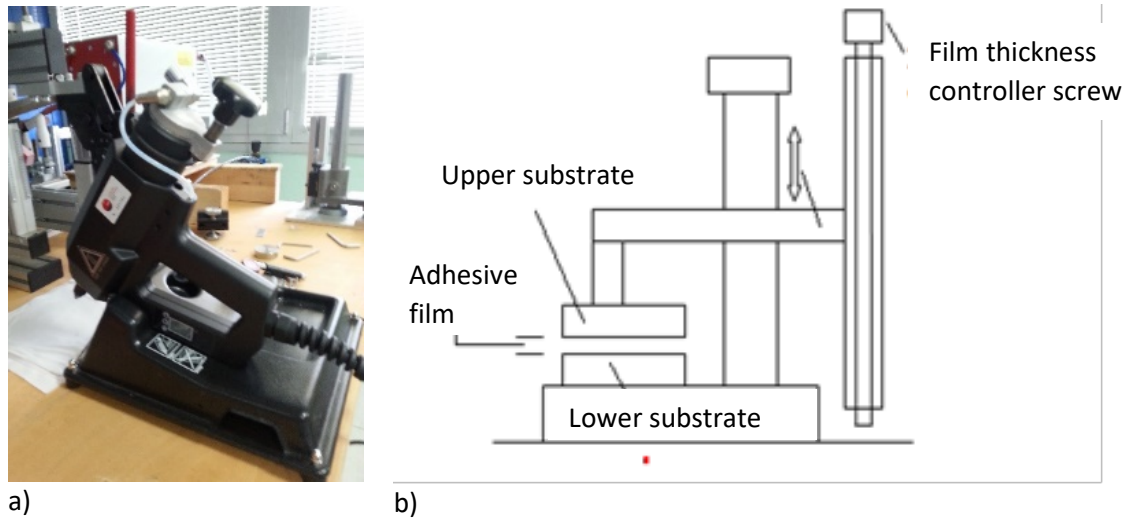 Film thickness
controller screw
Upper substrate
Adhesive
film
Lower substrate
a)
b)